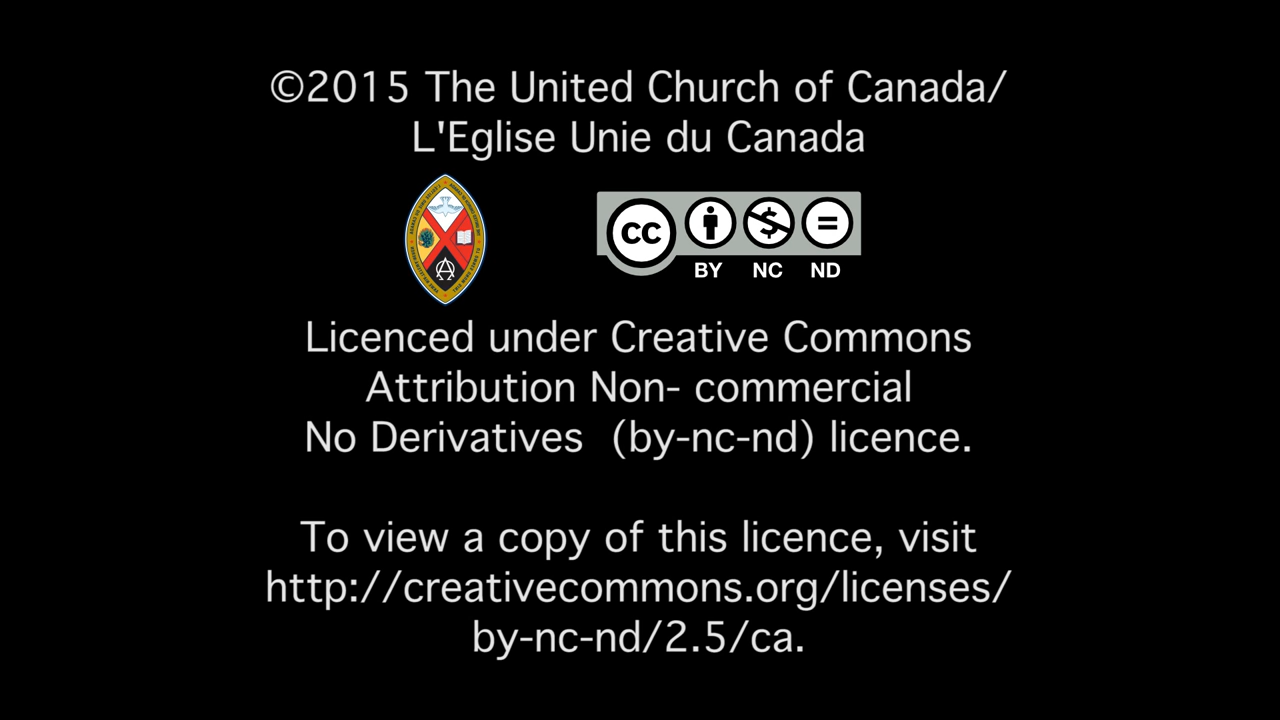 ©2015 The United Church of Canada/
L'Eglise Unie du Canada
CC
BY NC ND
Licenced under Creative Commons
Attribution Non- commercial
No Derivatives (by-nc-nd) licence.
To view a copy of this licence, visit
http://creativecommons.org/licenses/
by-nc-nd/2.5/ca.